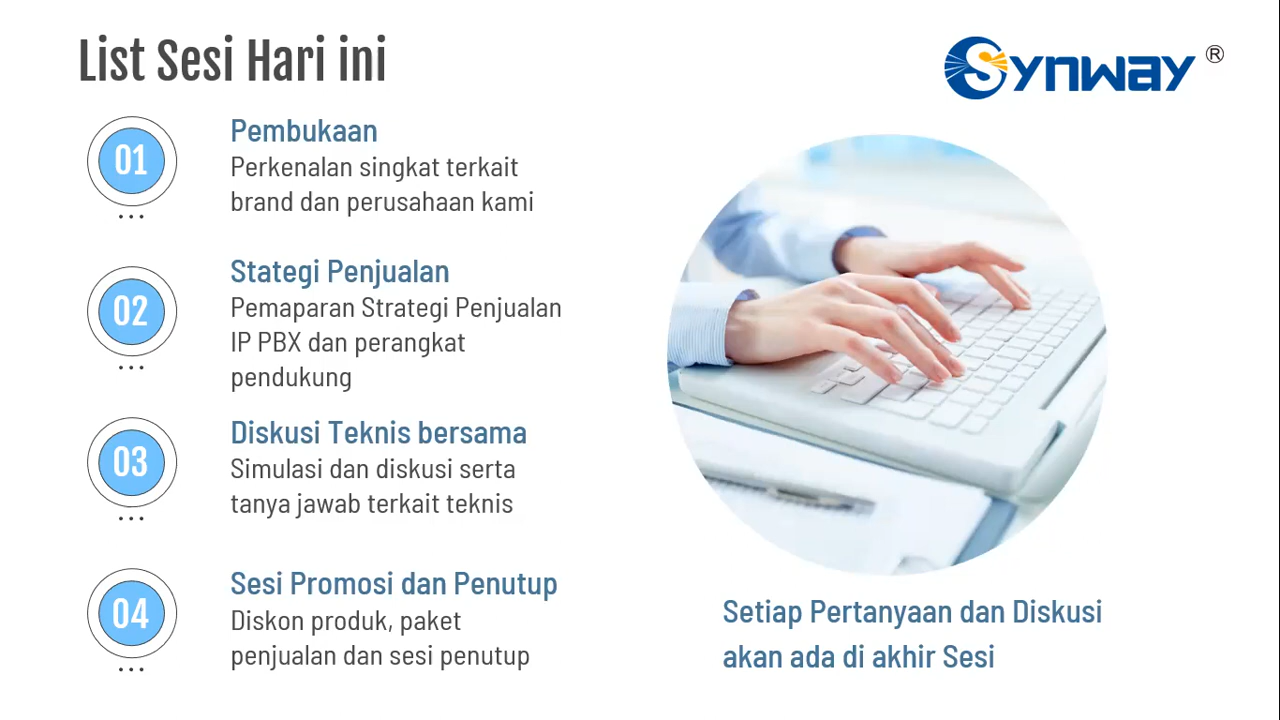 List Sesi Hari ini
Synway ®
01
Pembukaan
Perkenalan singkat terkait
brand dan perusahaan kami
02
Stategi Penjualan
Pemaparan Strategi Penjualan
IP PBX dan perangkat
pendukung
03
Diskusi Teknis bersama
Simulasi dan diskusi serta
tanya jawab terkait teknis
04
Sesi Promosi dan Penutup
Diskon produk, paket
penjualan dan sesi penutup
Setiap Pertanyaan dan Diskusi
akan ada di akhir Sesi